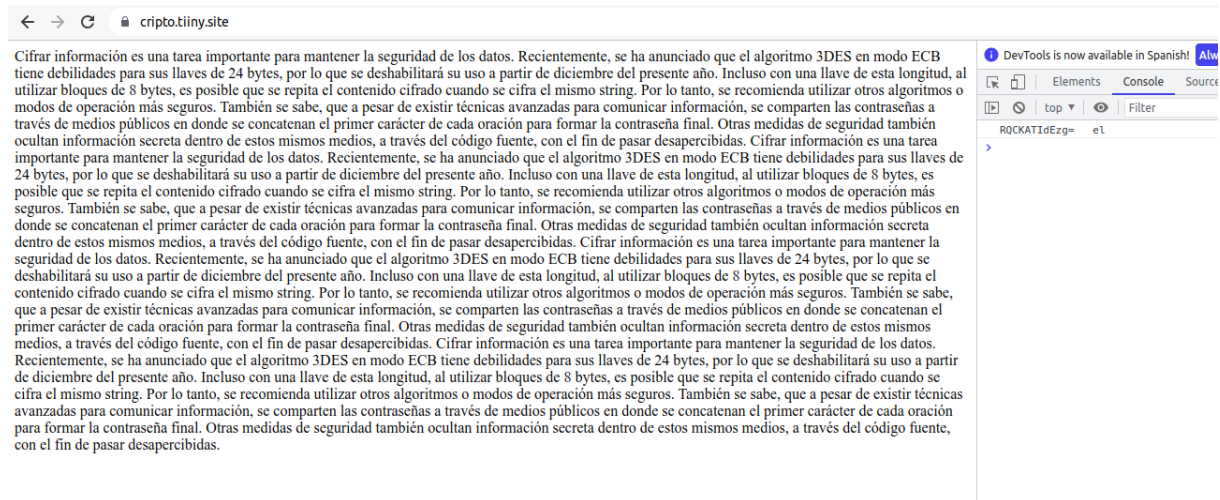 cripto.tiiny.site
Cifrar información es una tarea importante para mantener la seguridad de los datos. Recientemente, se ha anunciado que el algoritmo 3DES en modo ECB
tiene debilidades para sus llaves de 24 bytes, por lo que se deshabilitará su uso a partir de diciembre del presente año. Incluso con una llave de esta longitud, al
utilizar bloques de 8 bytes, es posible que se repita el contenido cifrado cuando se cifra el mismo string. Por lo tanto, se recomienda utilizar otros algoritmos o
modos de operación más seguros. También se sabe, que a pesar de existir técnicas avanzadas para comunicar información, se comparten las contraseñas a
través de medios públicos en donde se concatenan el primer carácter de cada oración para formar la contraseña final. Otras medidas de seguridad también
ocultan información secreta dentro de estos mismos medios, a través del código fuente, con el fin de pasar desapercibidas. Cifrar información es una tarea
importante para mantener la seguridad de los datos. Recientemente, se ha anunciado que el algoritmo 3DES en modo ECB tiene debilidades para sus llaves de
24 bytes, por lo que se deshabilitará su uso a partir de diciembre del presente año. Incluso con una llave de esta longitud, al utilizar bloques de 8 bytes, es
posible que se repita el contenido cifrado cuando se cifra el mismo string. Por lo tanto, se recomienda utilizar otros algoritmos o modos de operación más
seguros. También se sabe, que a pesar de existir técnicas avanzadas para comunicar información, se comparten las contraseñas a través de medios públicos en
donde se concatenan el primer carácter de cada oración para formar la contraseña final. Otras medidas de seguridad también ocultan información secreta
dentro de estos mismos medios, a través del código fuente, con el fin de pasar desapercibidas. Cifrar información es una tarea importante para mantener la
seguridad de los datos. Recientemente, se ha anunciado que el algoritmo 3DES en modo ECB tiene debilidades para sus llaves de 24 bytes, por lo que se
deshabilitará su uso a partir de diciembre del presente año. Incluso con una llave de esta longitud, al utilizar bloques de 8 bytes, es posible que se repita el
contenido cifrado cuando se cifra el mismo string. Por lo tanto, se recomienda utilizar otros algoritmos o modos de operación más seguros. También se sabe,
que a pesar de existir técnicas avanzadas para comunicar información, se comparten las contraseñas a través de medios públicos en donde se concatenan el
primer carácter de cada oración para formar la contraseña final. Otras medidas de seguridad también ocultan información secreta dentro de estos mismos
medios, a través del código fuente, con el fin de pasar desapercibidas. Cifrar información es una tarea importante para mantener la seguridad de los datos.
Recientemente, se ha anunciado que el algoritmo 3DES en modo ECB tiene debilidades para sus llaves de 24 bytes, por lo que se deshabilitará su uso a partir
de diciembre del presente año. Incluso con una llave de esta longitud, al utilizar bloques de 8 bytes, es posible que se repita el contenido cifrado cuando se
cifra el mismo string. Por lo tanto, se recomienda utilizar otros algoritmos o modos de operación más seguros. También se sabe, que a pesar de existir técnicas
avanzadas para comunicar información, se comparten las contraseñas a través de medios públicos en donde se concatenan el primer carácter de cada oración
para formar la contraseña final. Otras medidas de seguridad también ocultan información secreta dentro de estos mismos medios, a través del código fuente,
con el fin de pasar desapercibidas.
DevTools is now available in Spanish! Alw
Elements Console Source
top Filter
RQCKATIdEzg= el